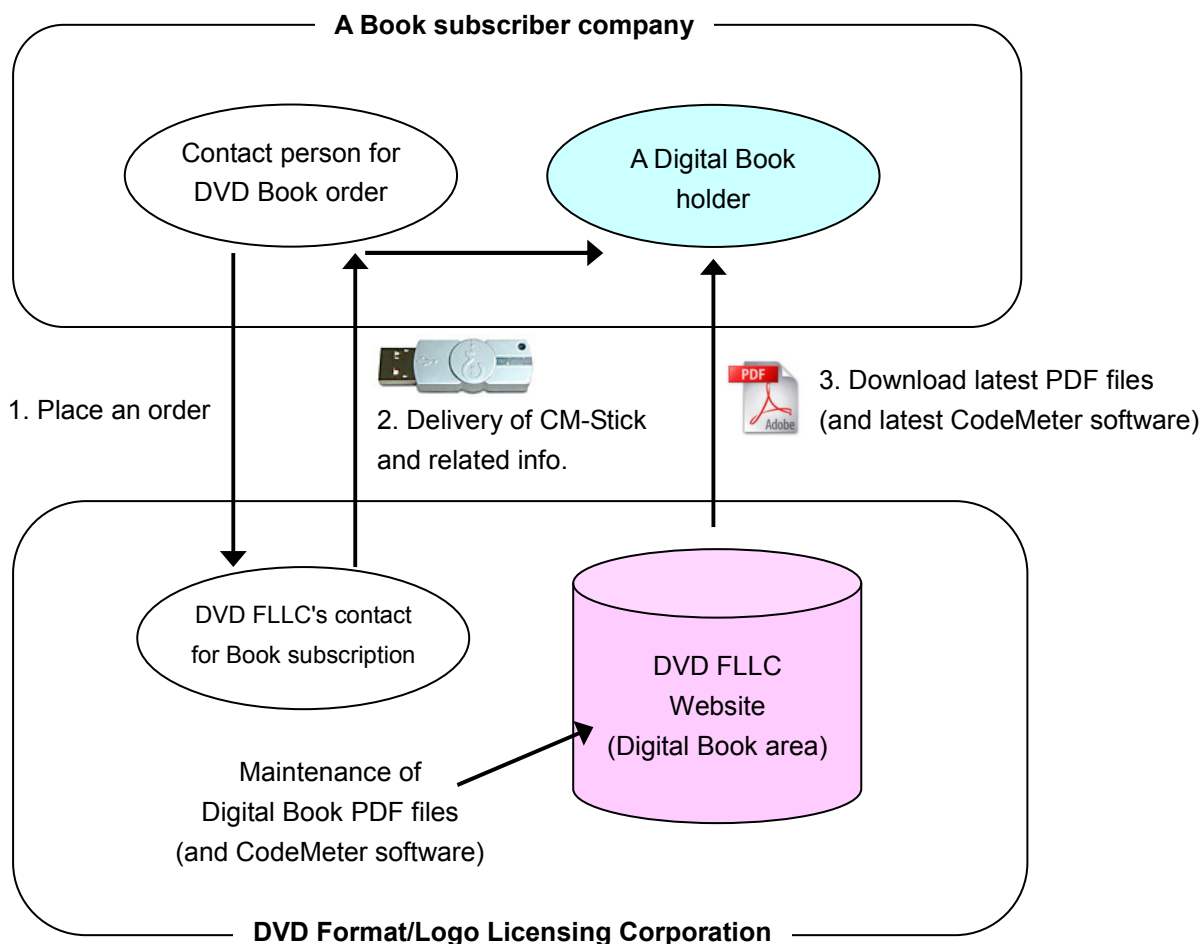 A Book subscriber company
Contact person for
DVD Book order
A Digital Book
holder
1. Place an order
2. Delivery of CM-Stick
and related info.
PDF
Adobe
3. Download latest PDF files
(and latest CodeMeter software)
DVD FLLC's contact
for Book subscription
DVD FLLC
Website
(Digital Book area)
Maintenance of
Digital Book PDF files
(and CodeMeter software)
DVD Format/Logo Licensing Corporation